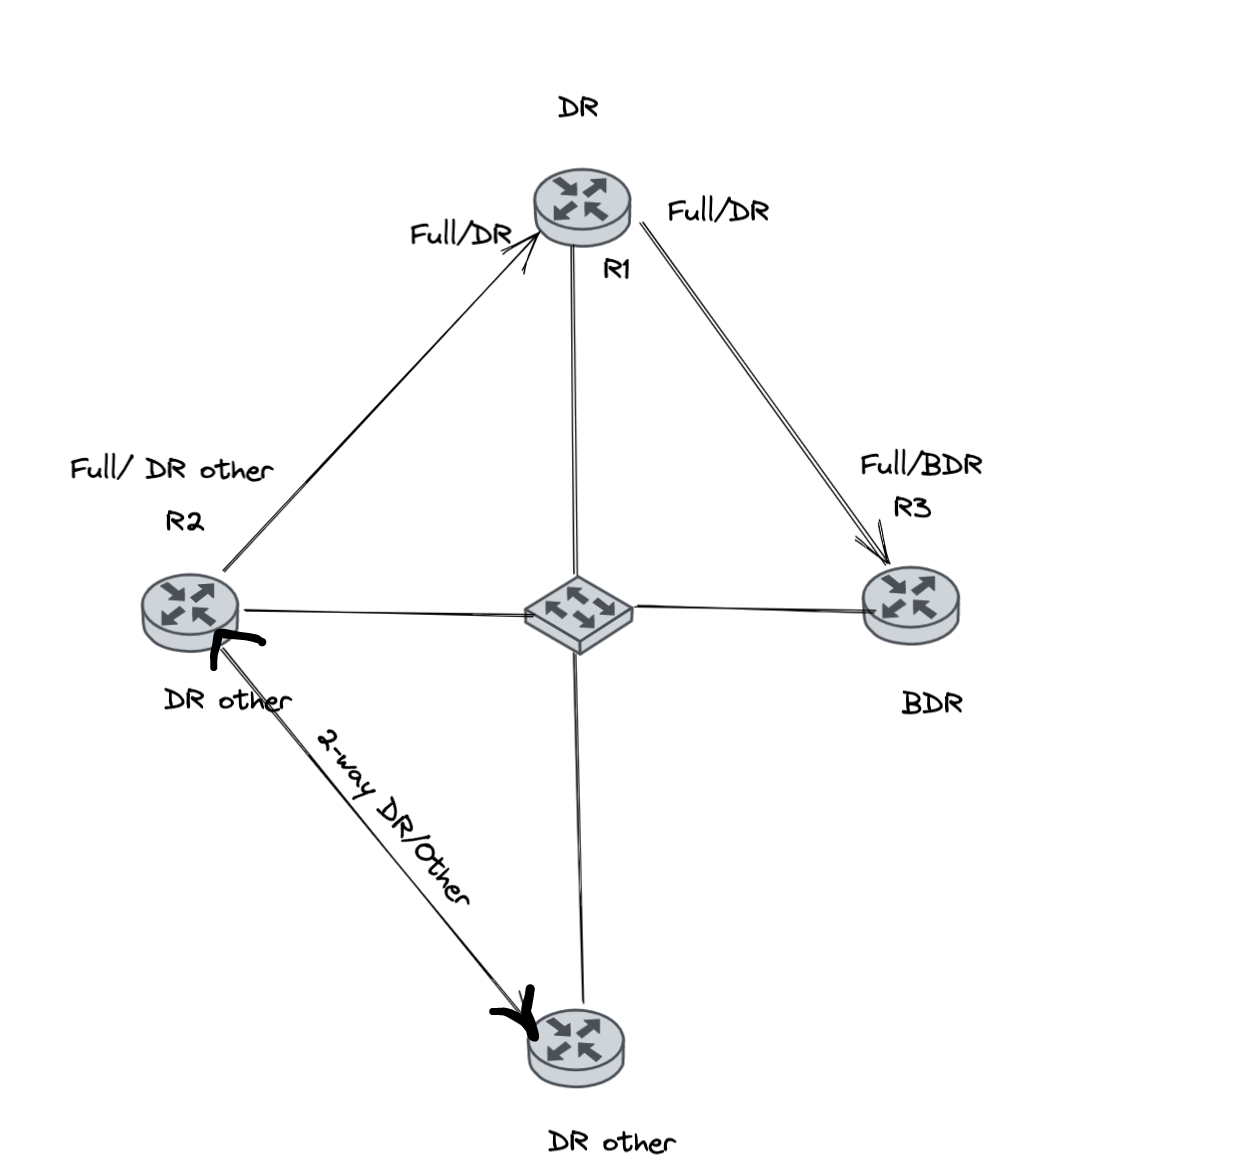 DR
Full/DR
Full/DR
R1
Full/ DR other
R2
Full/BDR
R3
DR other
BDR
2-way DR/Other
DR other